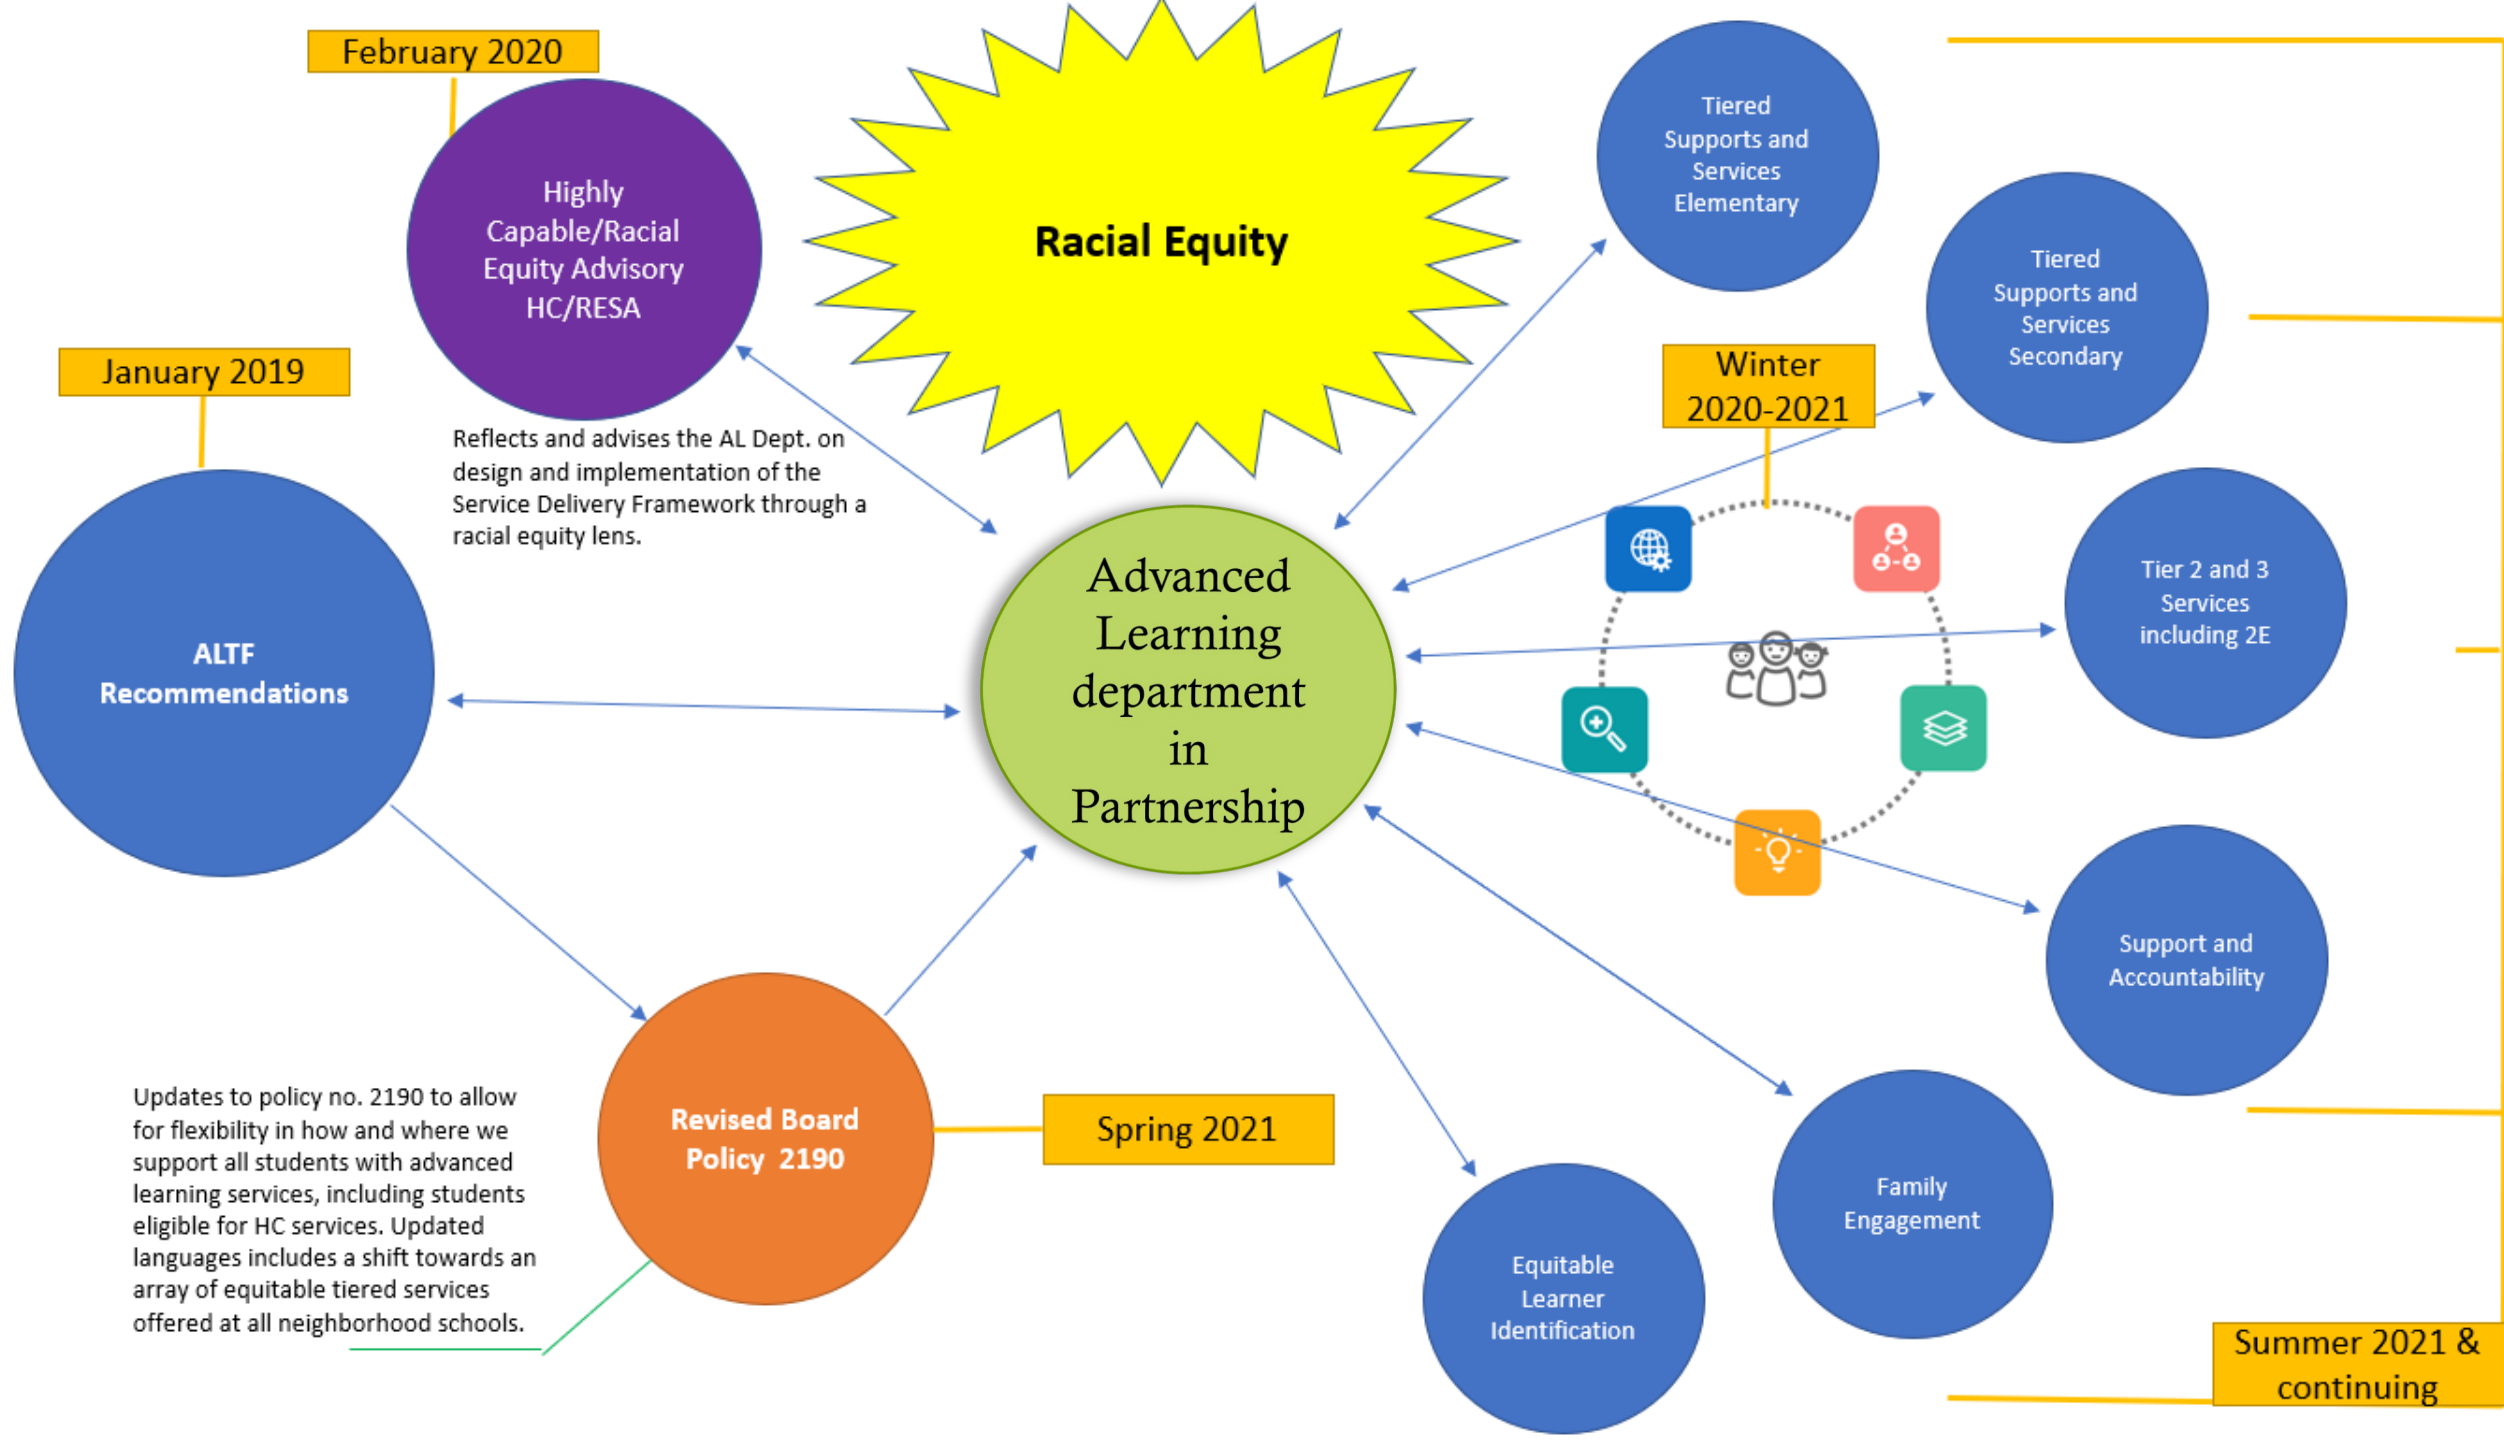 February 2020
Highly
Capable/Racial
Equity Advisory
HC/RESA
Racial Equity
Tiered
Supports and
Services
Elementary
Tiered
Supports and
Services
Secondary
January 2019
Winter
2020-2021
Reflects and advises the AL Dept. on
design and implementation of the
Service Delivery Framework through a
racial equity lens.
ALTF
Recommendations
Advanced
Learning
department
in
Partnership
Tier 2 and 3
Services
including 2E
Support and
Accountability
Updates to policy no. 2190 to allow
for flexibility in how and where we
support all students with advanced
learning services, including students
eligible for HC services. Updated
languages includes a shift towards an
array of equitable tiered services
offered at all neighborhood schools.
Revised Board
Policy  2190
Spring 2021
Family
Engagement
Equitable
Learner
Identification
Summer 2021 &
continuing